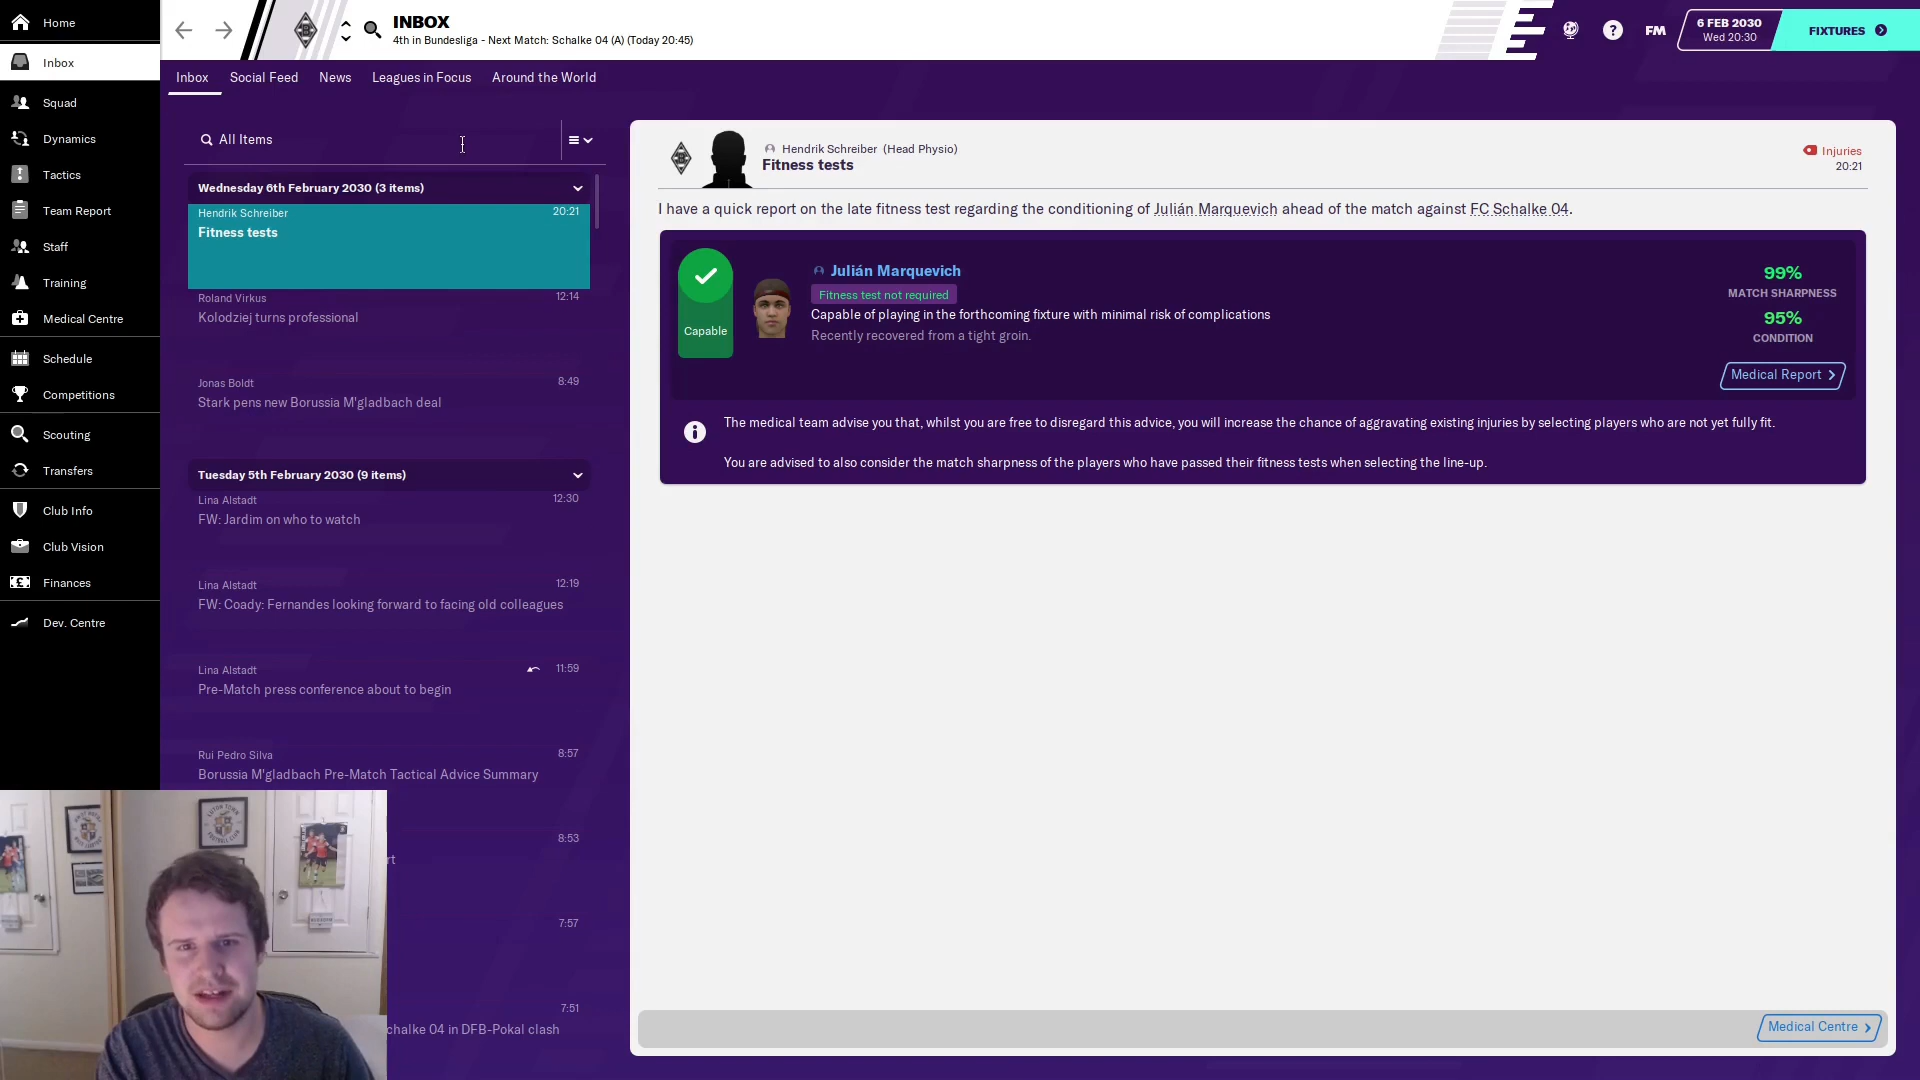 Home
Inbox
Squad
Dynamics
Tactics
Team Report
Staff
Training
Medical Centre
Schedule
Competitions
Scouting
Transfers
Club Info
Club Vision
Finances
Dev. Centre
INBOX
4th in Bundesliga - Next Match: Schalke 04 (A) (Today 20:45)
FM
6 FEB 2030
Wed 20:30
FIXTURES
Inbox Social Feed News Leagues in Focus Around the World
All Items
Wednesday 6th February 2030 (3 items)
Hendrik Schreiber 20:21
Fitness tests
Roland Virkus 12:14
Kolodziej turns professional
Jonas Boldt 8:49
Stark pens new Borussia M'gladbach deal
Tuesday 5th February 2030 (9 items)
Lina Alstadt 12:30
FW: Jardim on who to watch
Lina Alstadt 12:19
FW: Coady: Fernandes looking forward to facing old colleagues
Lina Alstadt 11:59
Pre-Match press conference about to begin
Rui Pedro Silva 8:57
Borussia M'gladbach Pre-Match Tactical Advice Summary
8:53
rt
7:57
7:51
chalke 04 in DFB-Pokal clash
Hendrik Schreiber (Head Physio)
Fitness tests
Injuries
20:21
I have a quick report on the late fitness test regarding the conditioning of Julián Marquevich ahead of the match against FC Schalke 04.
Capable
Julián Marquevich
Fitness test not required
Capable of playing in the forthcoming fixture with minimal risk of complications
Recently recovered from a tight groin.
99%
MATCH SHARPNESS
95%
CONDITION
Medical Report
The medical team advise you that, whilst you are free to disregard this advice, you will increase the chance of aggravating existing injuries by selecting players who are not yet fully fit.
You are advised to also consider the match sharpness of the players who have passed their fitness tests when selecting the line-up.
Medical Centre